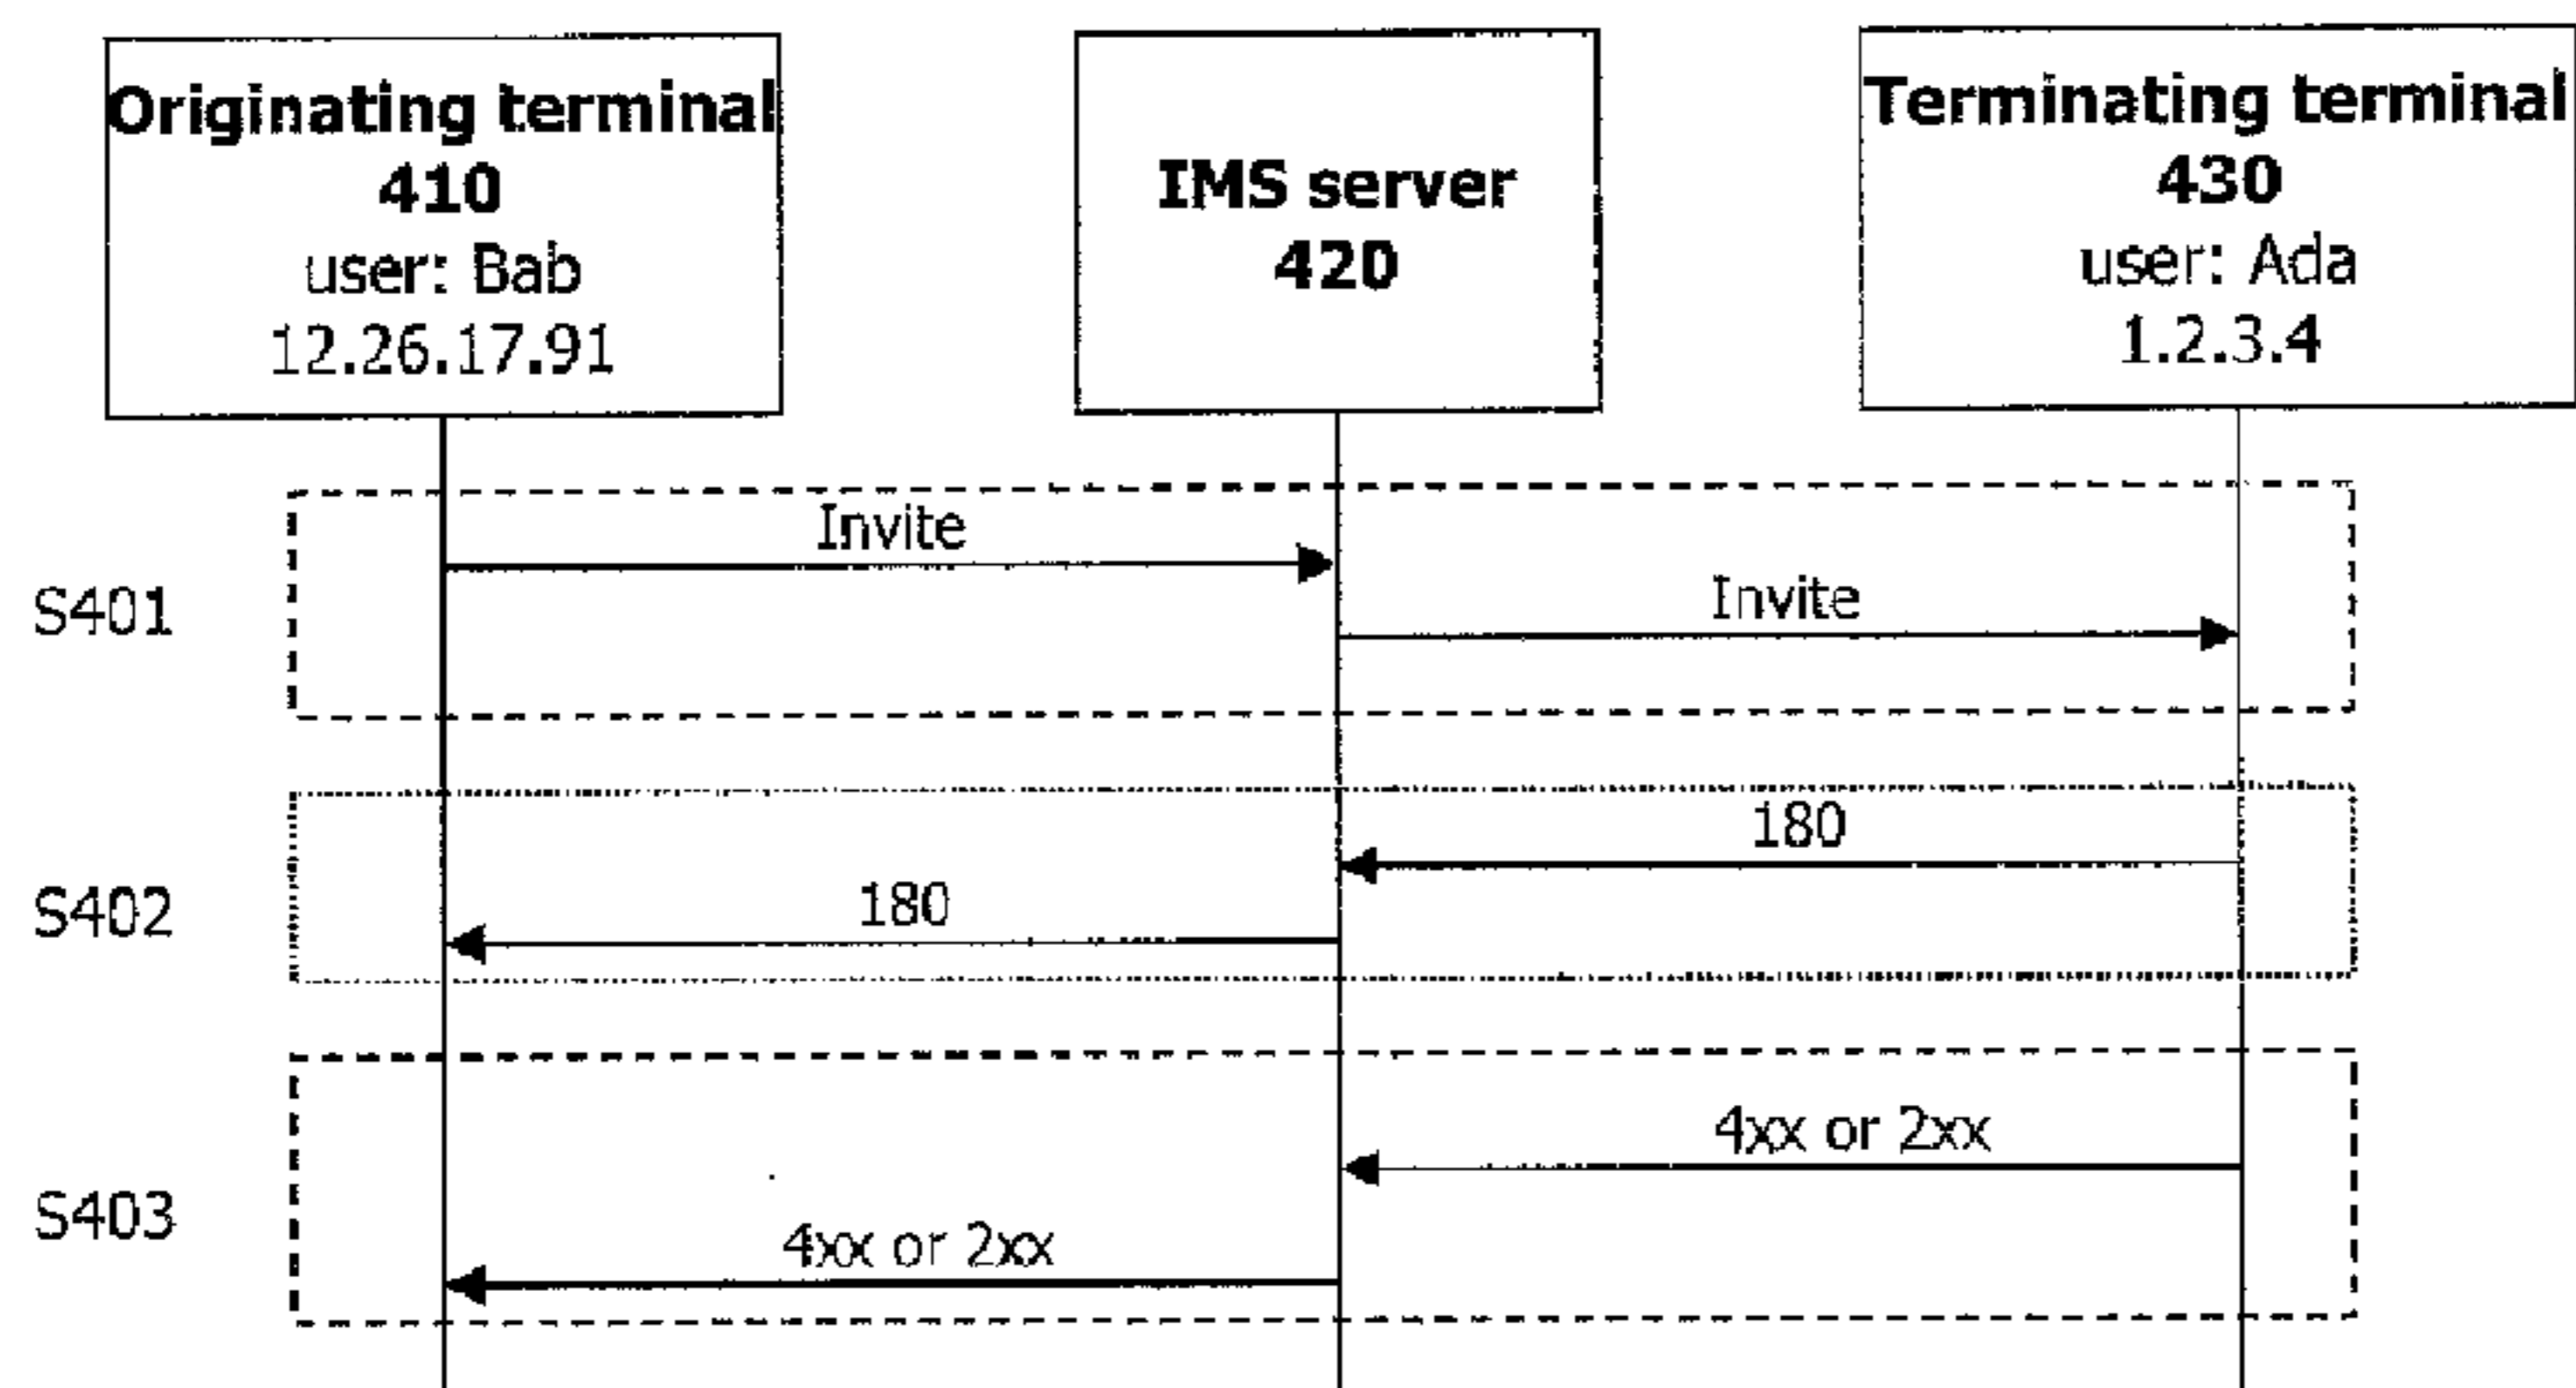 Originating terminal
410
user: Bab
12.26.17.91
IMS server
420
Terminating terminal
430
user: Ada
1.2.3.4
S401
Invite
Invite
S402
180
180
S403
4xx or 2xx
4xx or 2xx